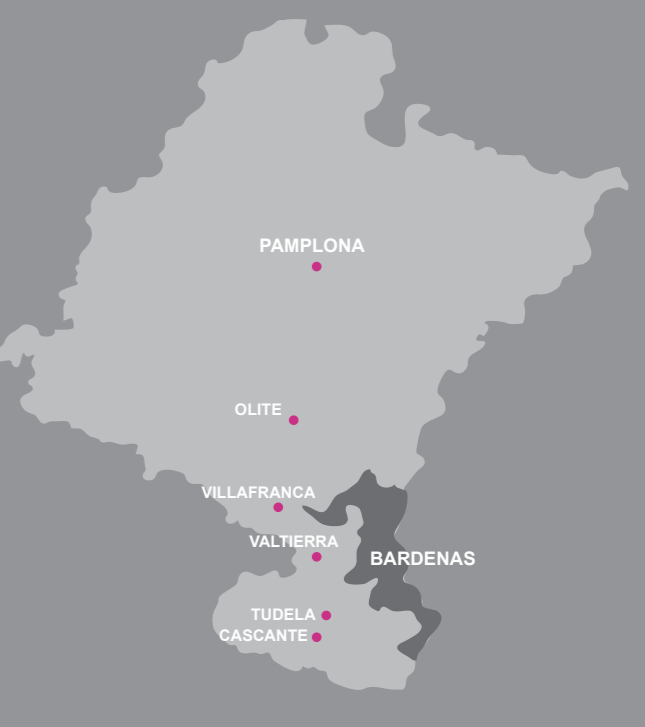 PAMPLONA
OLITE
VILLAFRANCA
VALTIERRA
BARDENAS
TUDELA
CASCANTE